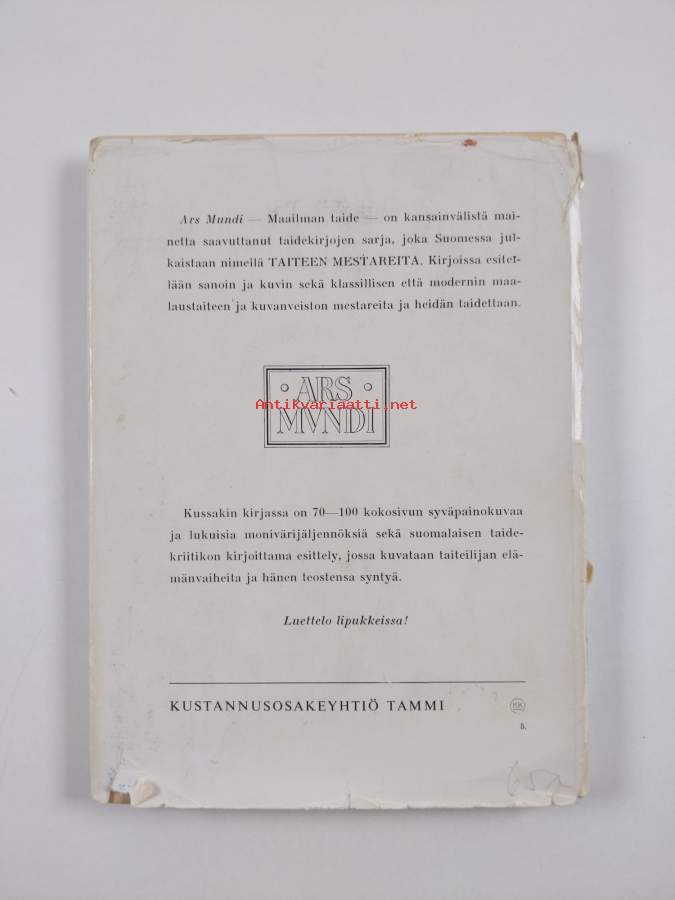 Ars Mundi — Maailman taide — on kansainvälistä mai-
netta saavuttanut taidekirjojen sarja, joka Suomessa jul-
kaistaan nimellä TAITEEN MESTAREITA. Kirjoissa esitel-
lään sanoin ja kuvin sekä klassillisen että modernin maa-
laustaiteen ja kuvanveiston mestareita ja heidän taidettaan.
· ARS ·
Antikvariaatti.net
MVNDI
Kussakin kirjassa on 70—100 kokosivun syväpainokuvaa
ja lukuisia monivärijäljennöksiä sekä suomalaisen taide-
kriitikon kirjoittama esittely, jossa kuvataan taiteilijan elä-
mänvaiheita ja hänen teostensa syntyä.
Luettelo lipukkeissa!
KUSTANNUSOSAKEYHTIÖ TAMMI
KK
5.